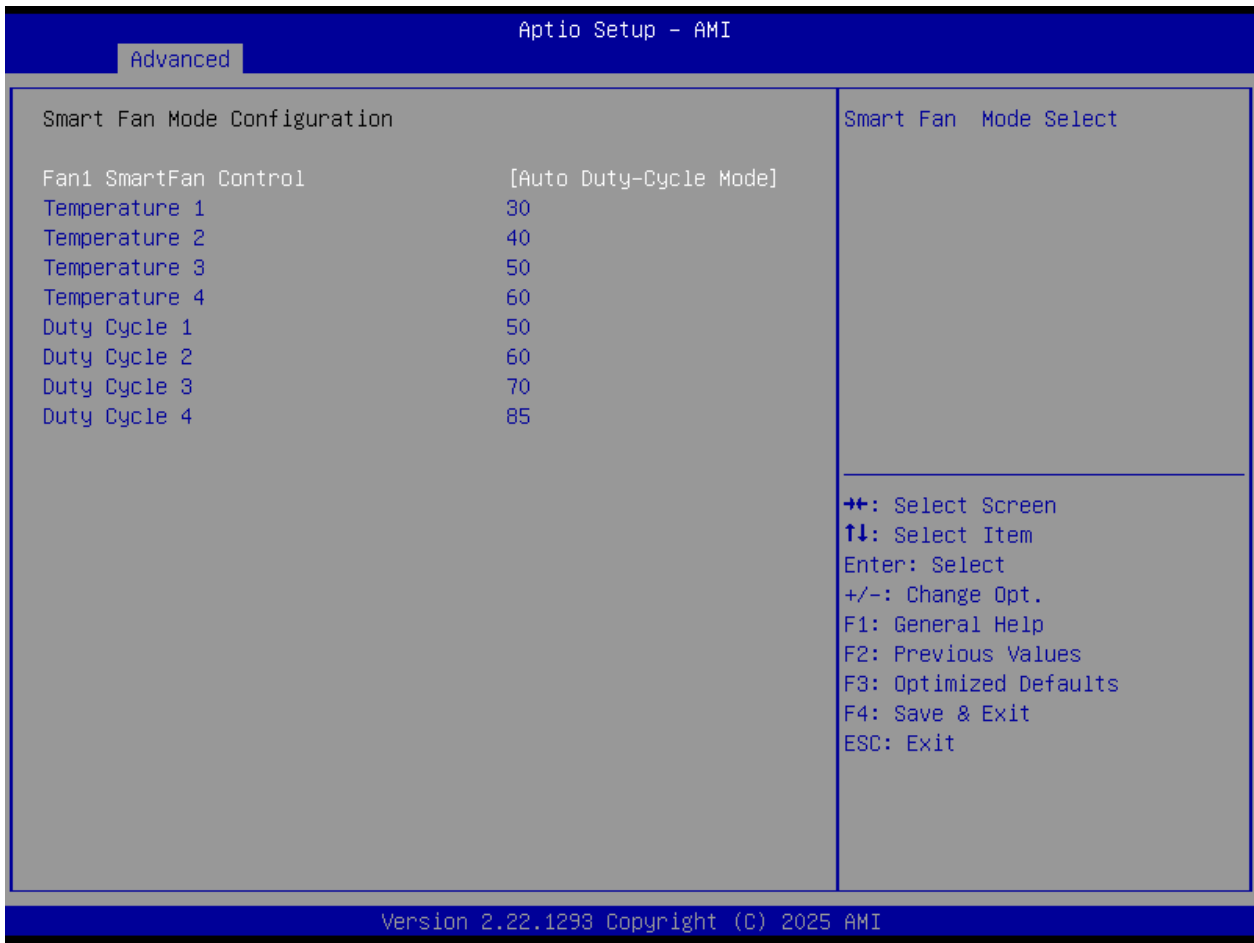 Aptio Setup – AMI
Advanced
Smart Fan Mode Configuration
Fan1 SmartFan Control [Auto Duty-Cycle Mode]
Temperature 1 30
Temperature 2 40
Temperature 3 50
Temperature 4 60
Duty Cycle 1 50
Duty Cycle 2 60
Duty Cycle 3 70
Duty Cycle 4 85
Smart Fan  Mode Select
→←: Select Screen
↑↓: Select Item
Enter: Select
+/-: Change Opt.
F1: General Help
F2: Previous Values
F3: Optimized Defaults
F4: Save & Exit
ESC: Exit
Version 2.22.1293 Copyright (C) 2025 AMI